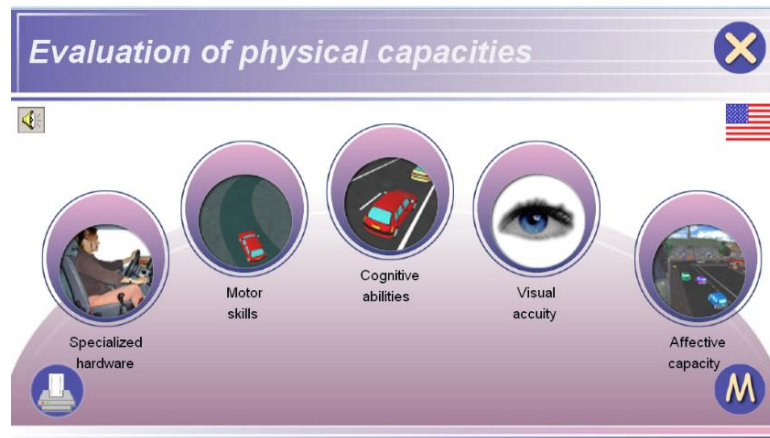 Evaluation of physical capacities
Specialized
hardware
Motor
skills
Cognitive
abilities
Visual
accuity
Affective
capacity
M